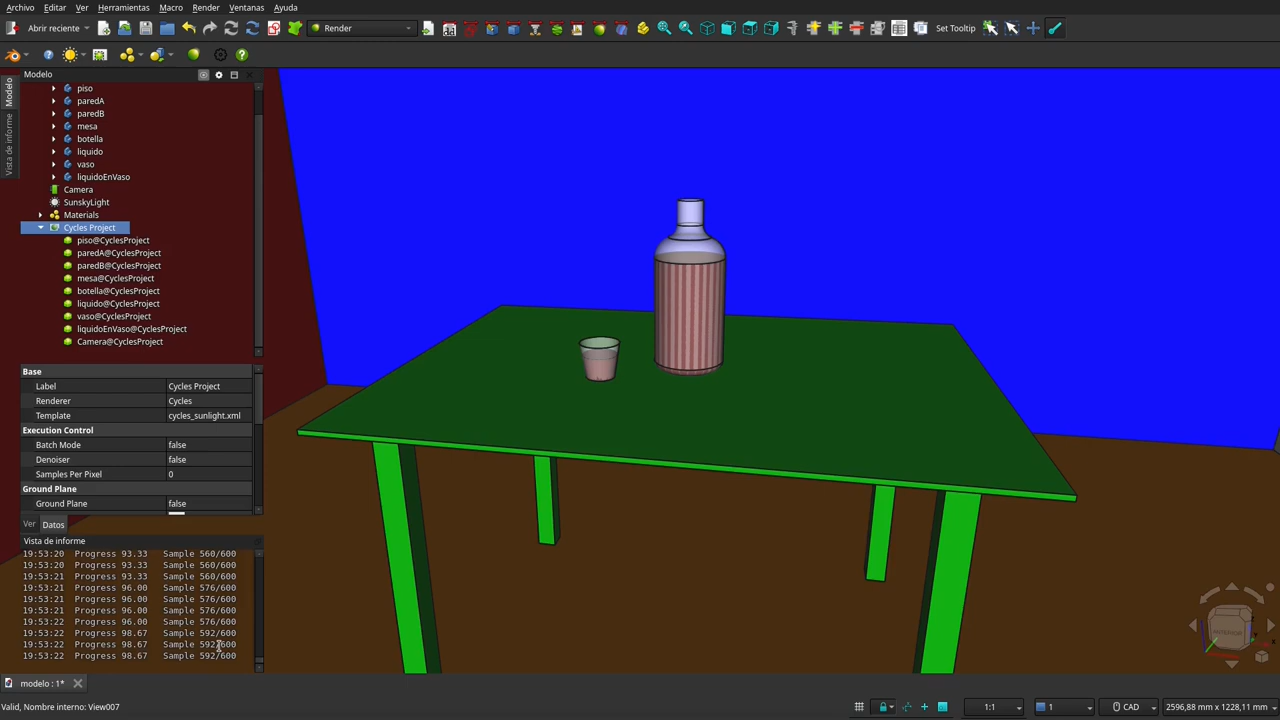 Archivo Editar Ver Herramientas Macro Render Ventanas Ayuda
Abrir reciente Render Set Tooltip
Modelo
Modelo
Vista de informe
piso
paredA
paredB
mesa
botella
liquido
vaso
liquidoEnVaso
Camera
SunskyLight
Materials
Cycles Project
piso@CyclesProject
paredA@CyclesProject
paredB@CyclesProject
mesa@CyclesProject
botella@CyclesProject
liquido@CyclesProject
vaso@CyclesProject
liquidoEnVaso@CyclesProject
Camera@CyclesProject
Base
Label Cycles Project
Renderer Cycles
Template cycles_sunlight.xml
Execution Control
Batch Mode false
Denoiser false
Samples Per Pixel 0
Ground Plane
Ground Plane false
Ver Datos
Vista de informe
19:53:20 Progress 93.33 Sample 560/600
19:53:20 Progress 93.33 Sample 560/600
19:53:21 Progress 93.33 Sample 560/600
19:53:21 Progress 96.00 Sample 576/600
19:53:21 Progress 96.00 Sample 576/600
19:53:21 Progress 96.00 Sample 576/600
19:53:22 Progress 96.00 Sample 576/600
19:53:22 Progress 98.67 Sample 592/600
19:53:22 Progress 98.67 Sample 592/600
19:53:22 Progress 98.67 Sample 592/600
modelo : 1*
Valid, Nombre interno: View007
1:1 1 CAD 2596,88 mm x 1228,11 mm